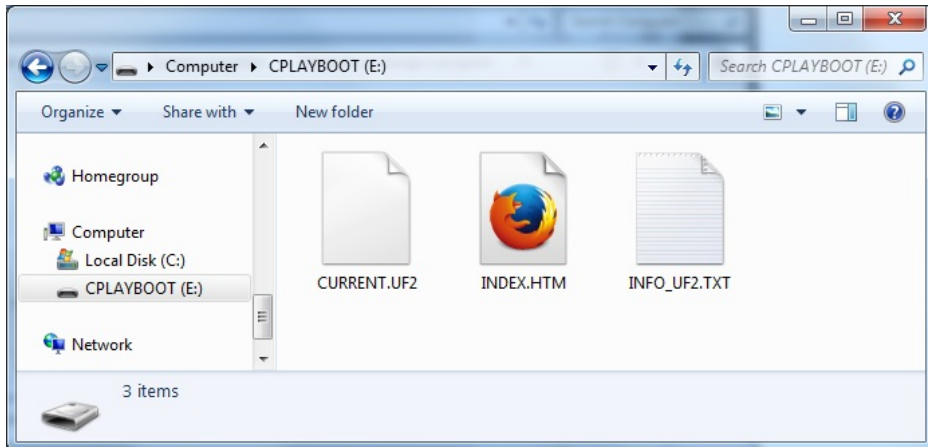 Computer CPLAYBOOT (E:) Search CPLAYBOOT (E:)
Organize Share with New folder
Homegroup
Computer
Local Disk (C:)
CPLAYBOOT (E:)
Network
CURRENT.UF2 INDEX.HTM INFO_UF2.TXT
3 items